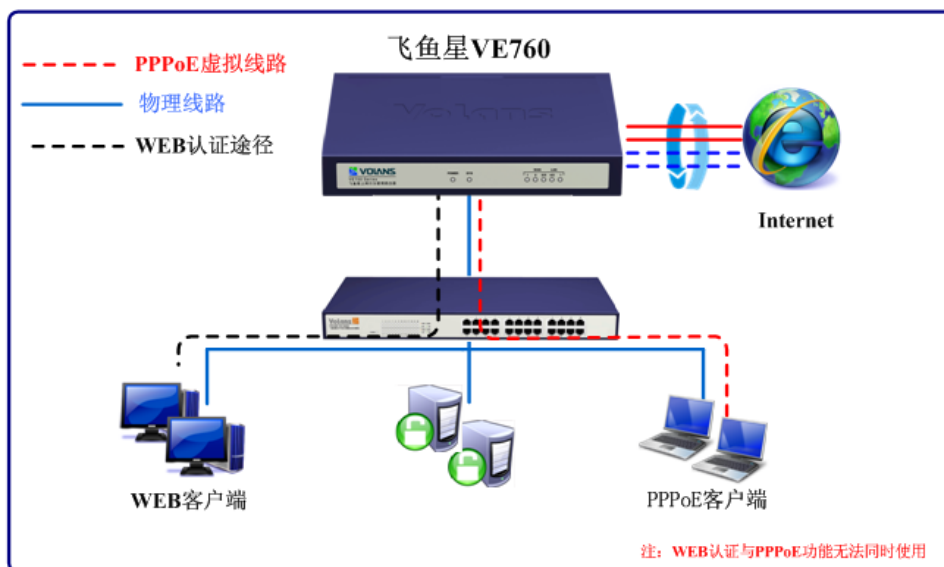 飞鱼星VE760
PPPoE虚拟线路
物理线路
WEB认证途径
Volans
VOLANS
Internet
Volans
WEB客户端
PPPoE客户端
注：WEB认证与PPPoE功能无法同时使用